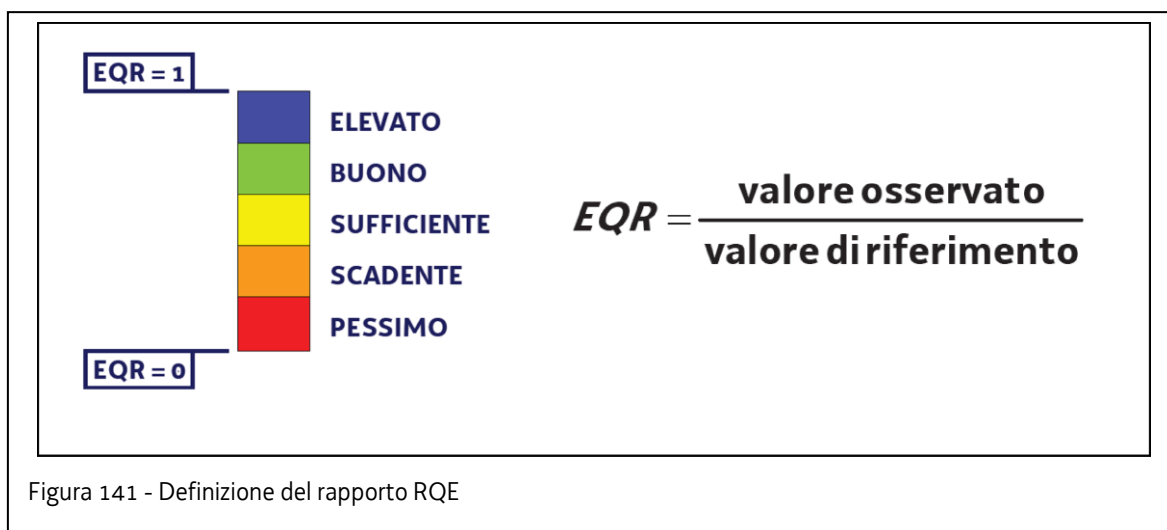 EQR = 1
ELEVATO
BUONO
SUFFICIENTE
SCADENTE
PESSIMO
EQR = 0
EQR = valore osservato
valore di riferimento
Figura 141 - Definizione del rapporto RQE